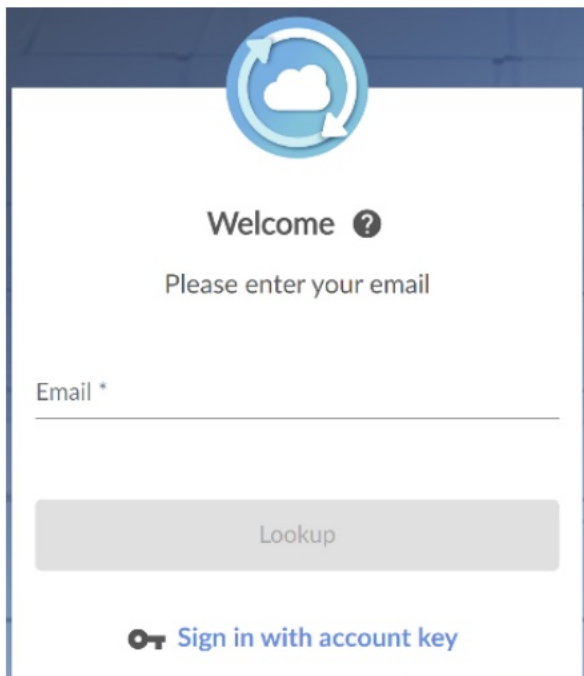 Welcome ?
Please enter your email
Email *
Lookup
Sign in with account key